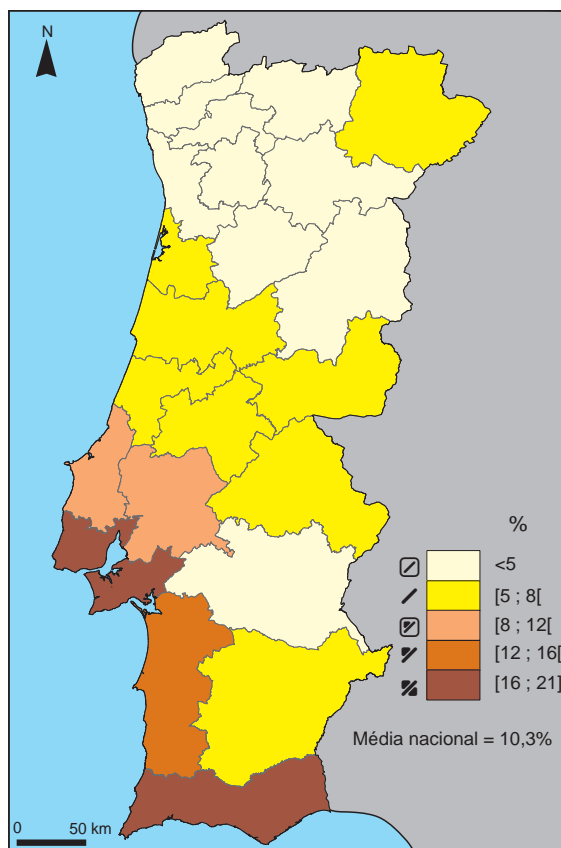 N
%
<5
[5 ; 8[
[8 ; 12[
[12 ; 16[
[16 ; 21]
Média nacional = 10,3%
0 50 km